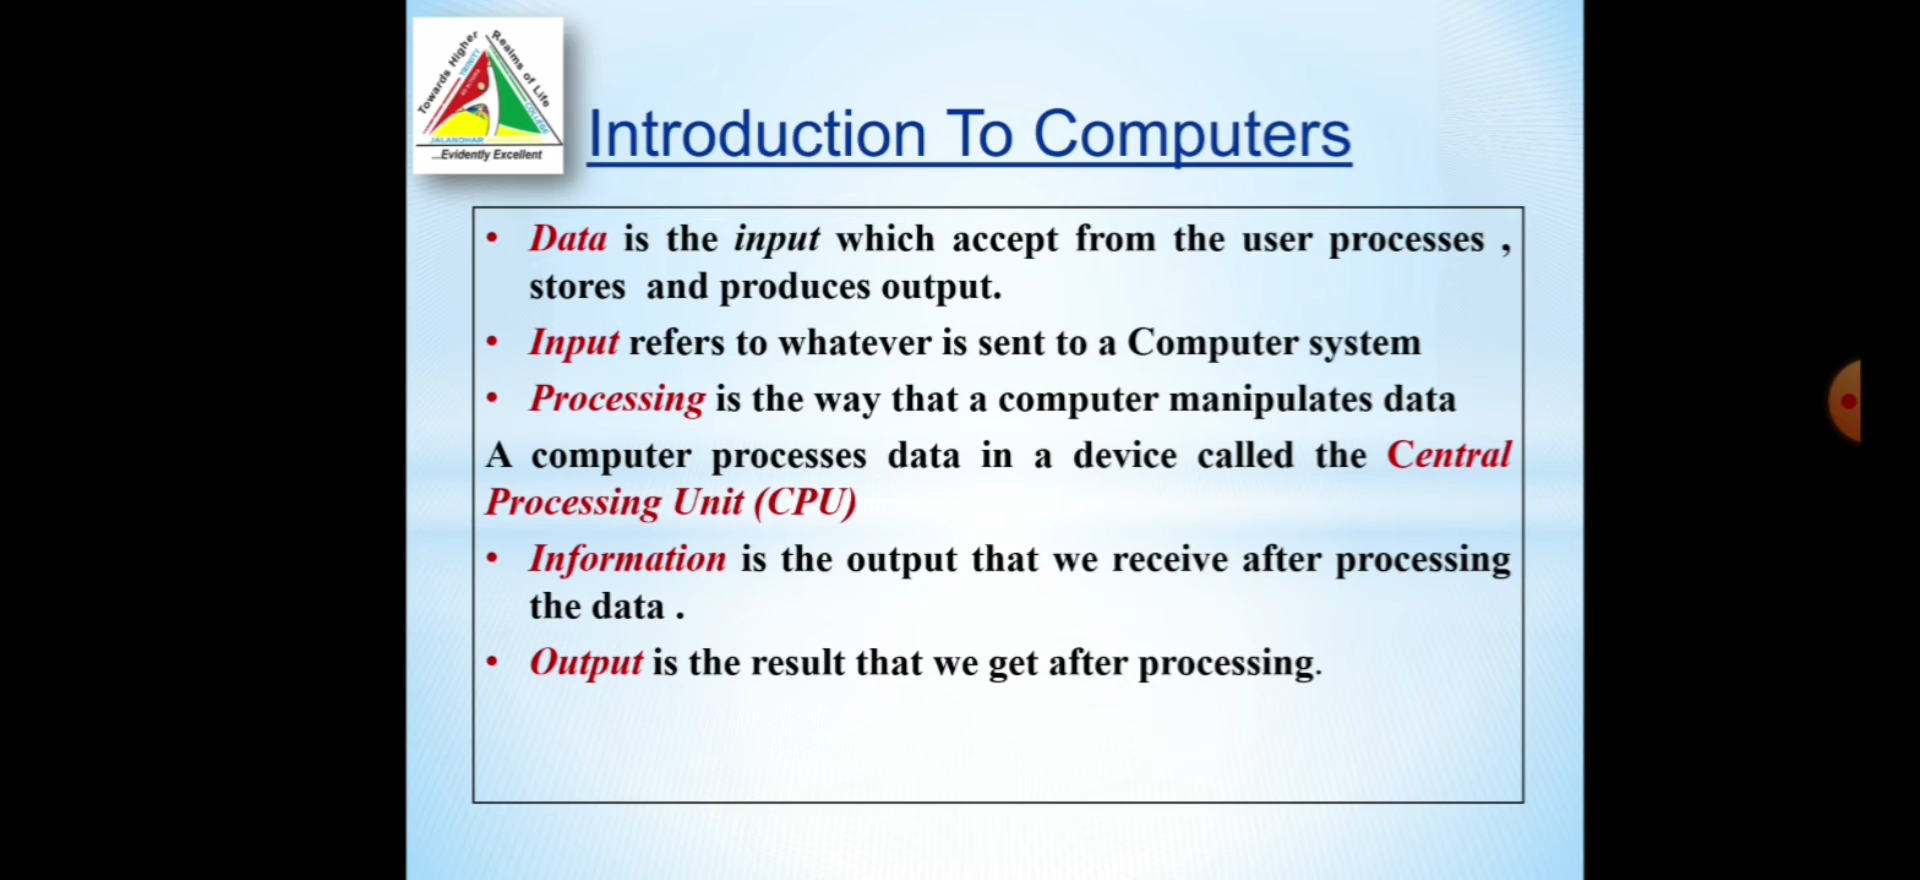 Towards Higher Realms of Life
TRINITY
COLLEGE
JALANDHAR
...Evidently Excellent
Introduction To Computers
• Data is the input which accept from the user processes ,
stores and produces output.
• Input refers to whatever is sent to a Computer system
• Processing is the way that a computer manipulates data
A computer processes data in a device called the Central
Processing Unit (CPU)
• Information is the output that we receive after processing
the data .
• Output is the result that we get after processing.